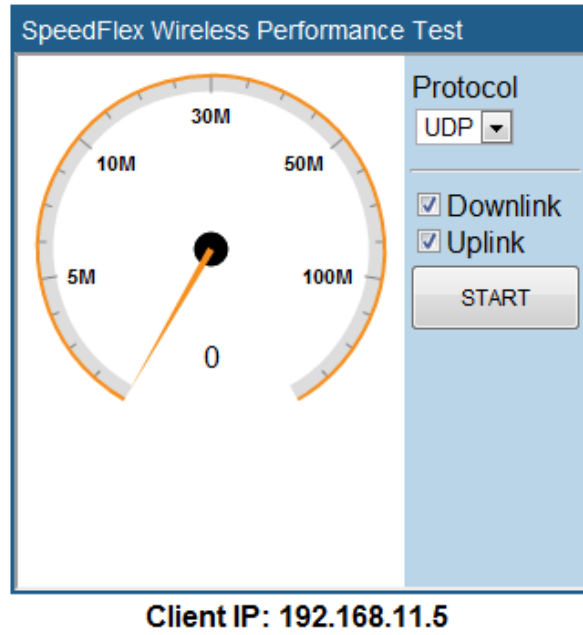 SpeedFlex Wireless Performance Test
30M
10M
50M
5M
100M
0
Protocol
UDP
Downlink
Uplink
START
Client IP: 192.168.11.5